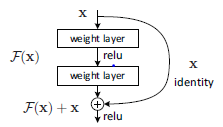 x
weight layer
F(x)
relu
weight layer
x
identity
F(x) + x
relu